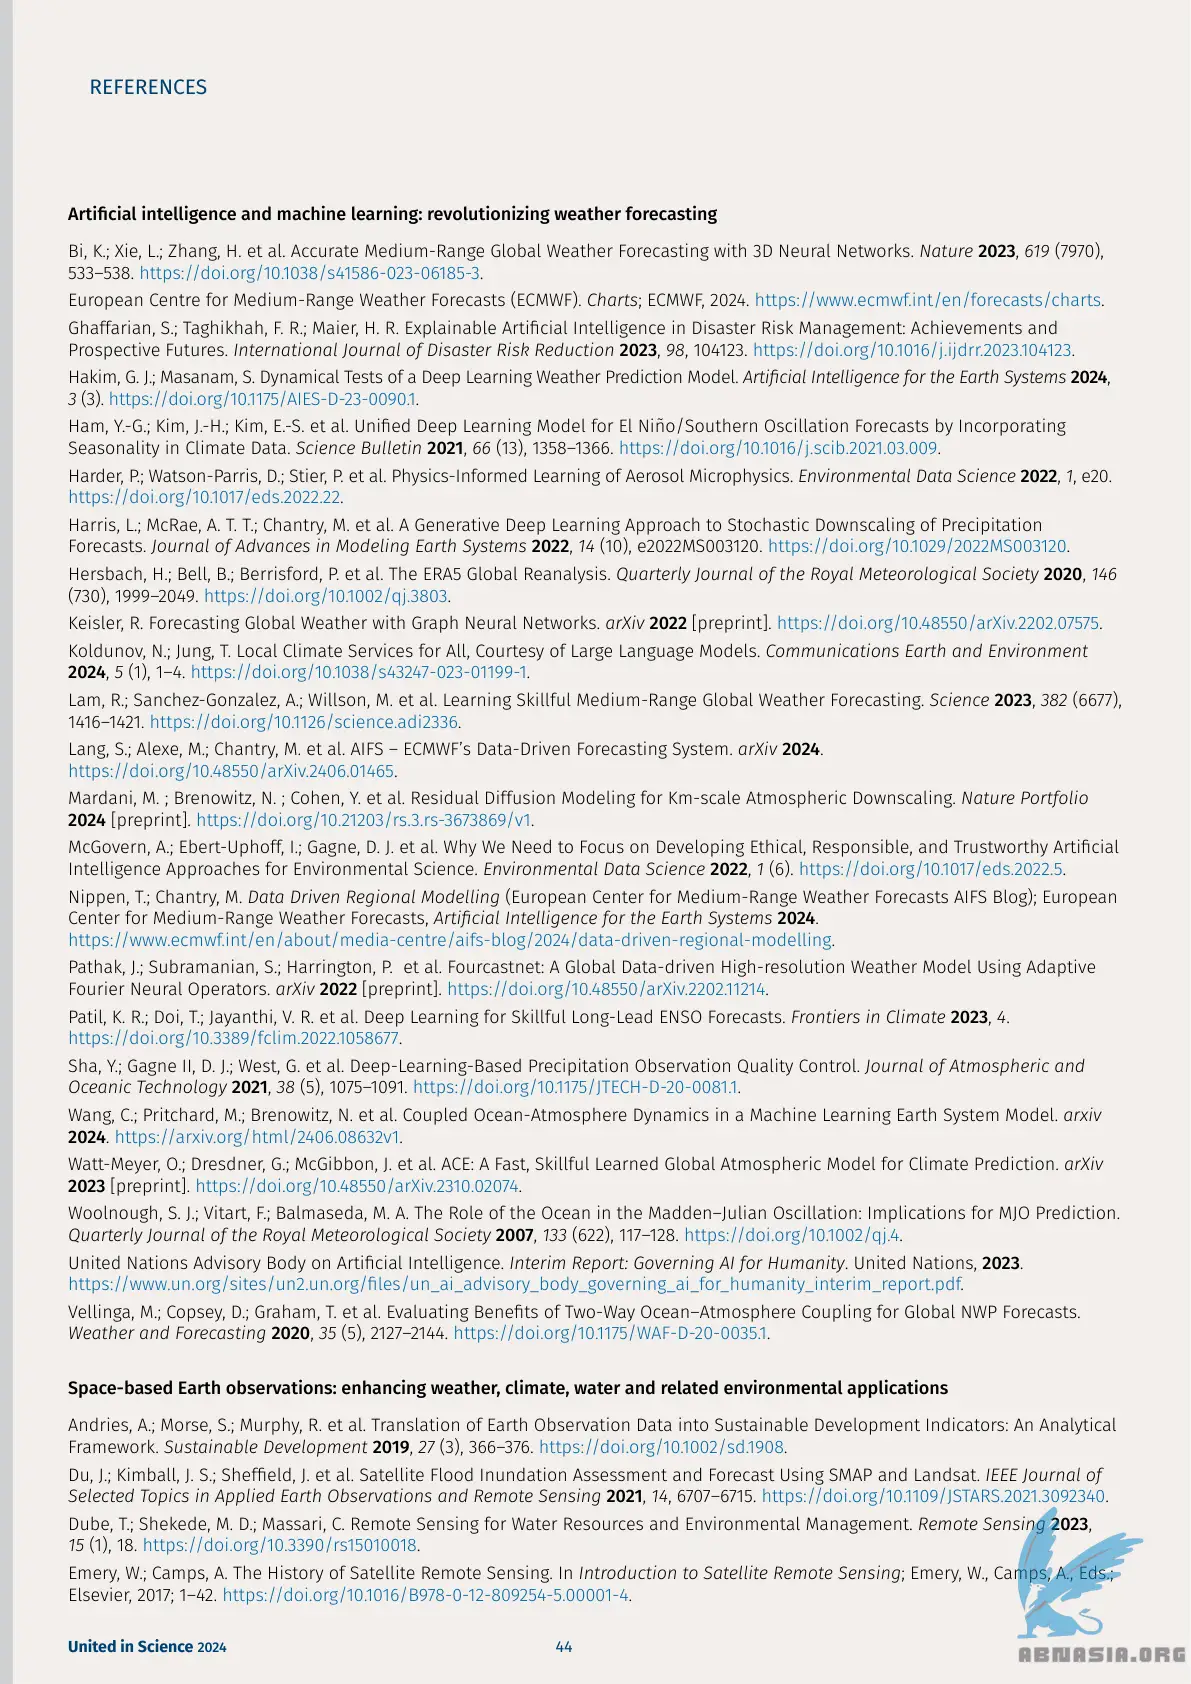 REFERENCES
Artificial intelligence and machine learning: revolutionizing weather forecasting
Bi, K.; Xie, L.; Zhang, H. et al. Accurate Medium-Range Global Weather Forecasting with 3D Neural Networks. Nature 2023, 619 (7970),
533–538. https://doi.org/10.1038/s41586-023-06185-3.
European Centre for Medium-Range Weather Forecasts (ECMWF). Charts; ECMWF, 2024. https://www.ecmwf.int/en/forecasts/charts.
Ghaffarian, S.; Taghikhah, F. R.; Maier, H. R. Explainable Artificial Intelligence in Disaster Risk Management: Achievements and
Prospective Futures. International Journal of Disaster Risk Reduction 2023, 98, 104123. https://doi.org/10.1016/j.ijdrr.2023.104123.
Hakim, G. J.; Masanam, S. Dynamical Tests of a Deep Learning Weather Prediction Model. Artificial Intelligence for the Earth Systems 2024,
3 (3). https://doi.org/10.1175/AIES-D-23-0090.1.
Ham, Y.-G.; Kim, J.-H.; Kim, E.-S. et al. Unified Deep Learning Model for El Niño/Southern Oscillation Forecasts by Incorporating
Seasonality in Climate Data. Science Bulletin 2021, 66 (13), 1358–1366. https://doi.org/10.1016/j.scib.2021.03.009.
Harder, P.; Watson-Parris, D.; Stier, P. et al. Physics-Informed Learning of Aerosol Microphysics. Environmental Data Science 2022, 1, e20.
https://doi.org/10.1017/eds.2022.22.
Harris, L.; McRae, A. T. T.; Chantry, M. et al. A Generative Deep Learning Approach to Stochastic Downscaling of Precipitation
Forecasts. Journal of Advances in Modeling Earth Systems 2022, 14 (10), e2022MS003120. https://doi.org/10.1029/2022MS003120.
Hersbach, H.; Bell, B.; Berrisford, P. et al. The ERA5 Global Reanalysis. Quarterly Journal of the Royal Meteorological Society 2020, 146
(730), 1999–2049. https://doi.org/10.1002/qj.3803.
Keisler, R. Forecasting Global Weather with Graph Neural Networks. arXiv 2022 [preprint]. https://doi.org/10.48550/arXiv.2202.07575.
Koldunov, N.; Jung, T. Local Climate Services for All, Courtesy of Large Language Models. Communications Earth and Environment
2024, 5 (1), 1–4. https://doi.org/10.1038/s43247-023-01199-1.
Lam, R.; Sanchez-Gonzalez, A.; Willson, M. et al. Learning Skillful Medium-Range Global Weather Forecasting. Science 2023, 382 (6677),
1416–1421. https://doi.org/10.1126/science.adi2336.
Lang, S.; Alexe, M.; Chantry, M. et al. AIFS – ECMWF’s Data-Driven Forecasting System. arXiv 2024.
https://doi.org/10.48550/arXiv.2406.01465.
Mardani, M. ; Brenowitz, N. ; Cohen, Y. et al. Residual Diffusion Modeling for Km-scale Atmospheric Downscaling. Nature Portfolio
2024 [preprint]. https://doi.org/10.21203/rs.3.rs-3673869/v1.
McGovern, A.; Ebert-Uphoff, I.; Gagne, D. J. et al. Why We Need to Focus on Developing Ethical, Responsible, and Trustworthy Artificial
Intelligence Approaches for Environmental Science. Environmental Data Science 2022, 1 (6). https://doi.org/10.1017/eds.2022.5.
Nippen, T.; Chantry, M. Data Driven Regional Modelling (European Center for Medium-Range Weather Forecasts AIFS Blog); European
Center for Medium-Range Weather Forecasts, Artificial Intelligence for the Earth Systems 2024.
https://www.ecmwf.int/en/about/media-centre/aifs-blog/2024/data-driven-regional-modelling.
Pathak, J.; Subramanian, S.; Harrington, P. et al. Fourcastnet: A Global Data-driven High-resolution Weather Model Using Adaptive
Fourier Neural Operators. arXiv 2022 [preprint]. https://doi.org/10.48550/arXiv.2202.11214.
Patil, K. R.; Doi, T.; Jayanthi, V. R. et al. Deep Learning for Skillful Long-Lead ENSO Forecasts. Frontiers in Climate 2023, 4.
https://doi.org/10.3389/fclim.2022.1058677.
Sha, Y.; Gagne II, D. J.; West, G. et al. Deep-Learning-Based Precipitation Observation Quality Control. Journal of Atmospheric and
Oceanic Technology 2021, 38 (5), 1075–1091. https://doi.org/10.1175/JTECH-D-20-0081.1.
Wang, C.; Pritchard, M.; Brenowitz, N. et al. Coupled Ocean-Atmosphere Dynamics in a Machine Learning Earth System Model. arxiv
2024. https://arxiv.org/html/2406.08632v1.
Watt-Meyer, O.; Dresdner, G.; McGibbon, J. et al. ACE: A Fast, Skillful Learned Global Atmospheric Model for Climate Prediction. arXiv
2023 [preprint]. https://doi.org/10.48550/arXiv.2310.02074.
Woolnough, S. J.; Vitart, F.; Balmaseda, M. A. The Role of the Ocean in the Madden–Julian Oscillation: Implications for MJO Prediction.
Quarterly Journal of the Royal Meteorological Society 2007, 133 (622), 117–128. https://doi.org/10.1002/qj.4.
United Nations Advisory Body on Artificial Intelligence. Interim Report: Governing AI for Humanity. United Nations, 2023.
https://www.un.org/sites/un2.un.org/files/un_ai_advisory_body_governing_ai_for_humanity_interim_report.pdf.
Vellinga, M.; Copsey, D.; Graham, T. et al. Evaluating Benefits of Two-Way Ocean–Atmosphere Coupling for Global NWP Forecasts.
Weather and Forecasting 2020, 35 (5), 2127–2144. https://doi.org/10.1175/WAF-D-20-0035.1.
Space-based Earth observations: enhancing weather, climate, water and related environmental applications
Andries, A.; Morse, S.; Murphy, R. et al. Translation of Earth Observation Data into Sustainable Development Indicators: An Analytical
Framework. Sustainable Development 2019, 27 (3), 366–376. https://doi.org/10.1002/sd.1908.
Du, J.; Kimball, J. S.; Sheffield, J. et al. Satellite Flood Inundation Assessment and Forecast Using SMAP and Landsat. IEEE Journal of
Selected Topics in Applied Earth Observations and Remote Sensing 2021, 14, 6707–6715. https://doi.org/10.1109/JSTARS.2021.3092340.
Dube, T.; Shekede, M. D.; Massari, C. Remote Sensing for Water Resources and Environmental Management. Remote Sensing 2023,
15 (1), 18. https://doi.org/10.3390/rs15010018.
Emery, W.; Camps, A. The History of Satellite Remote Sensing. In Introduction to Satellite Remote Sensing; Emery, W., Camps, A., Eds.;
Elsevier, 2017; 1–42. https://doi.org/10.1016/B978-0-12-809254-5.00001-4.
United in Science 2024
44
ABNASIA.ORG